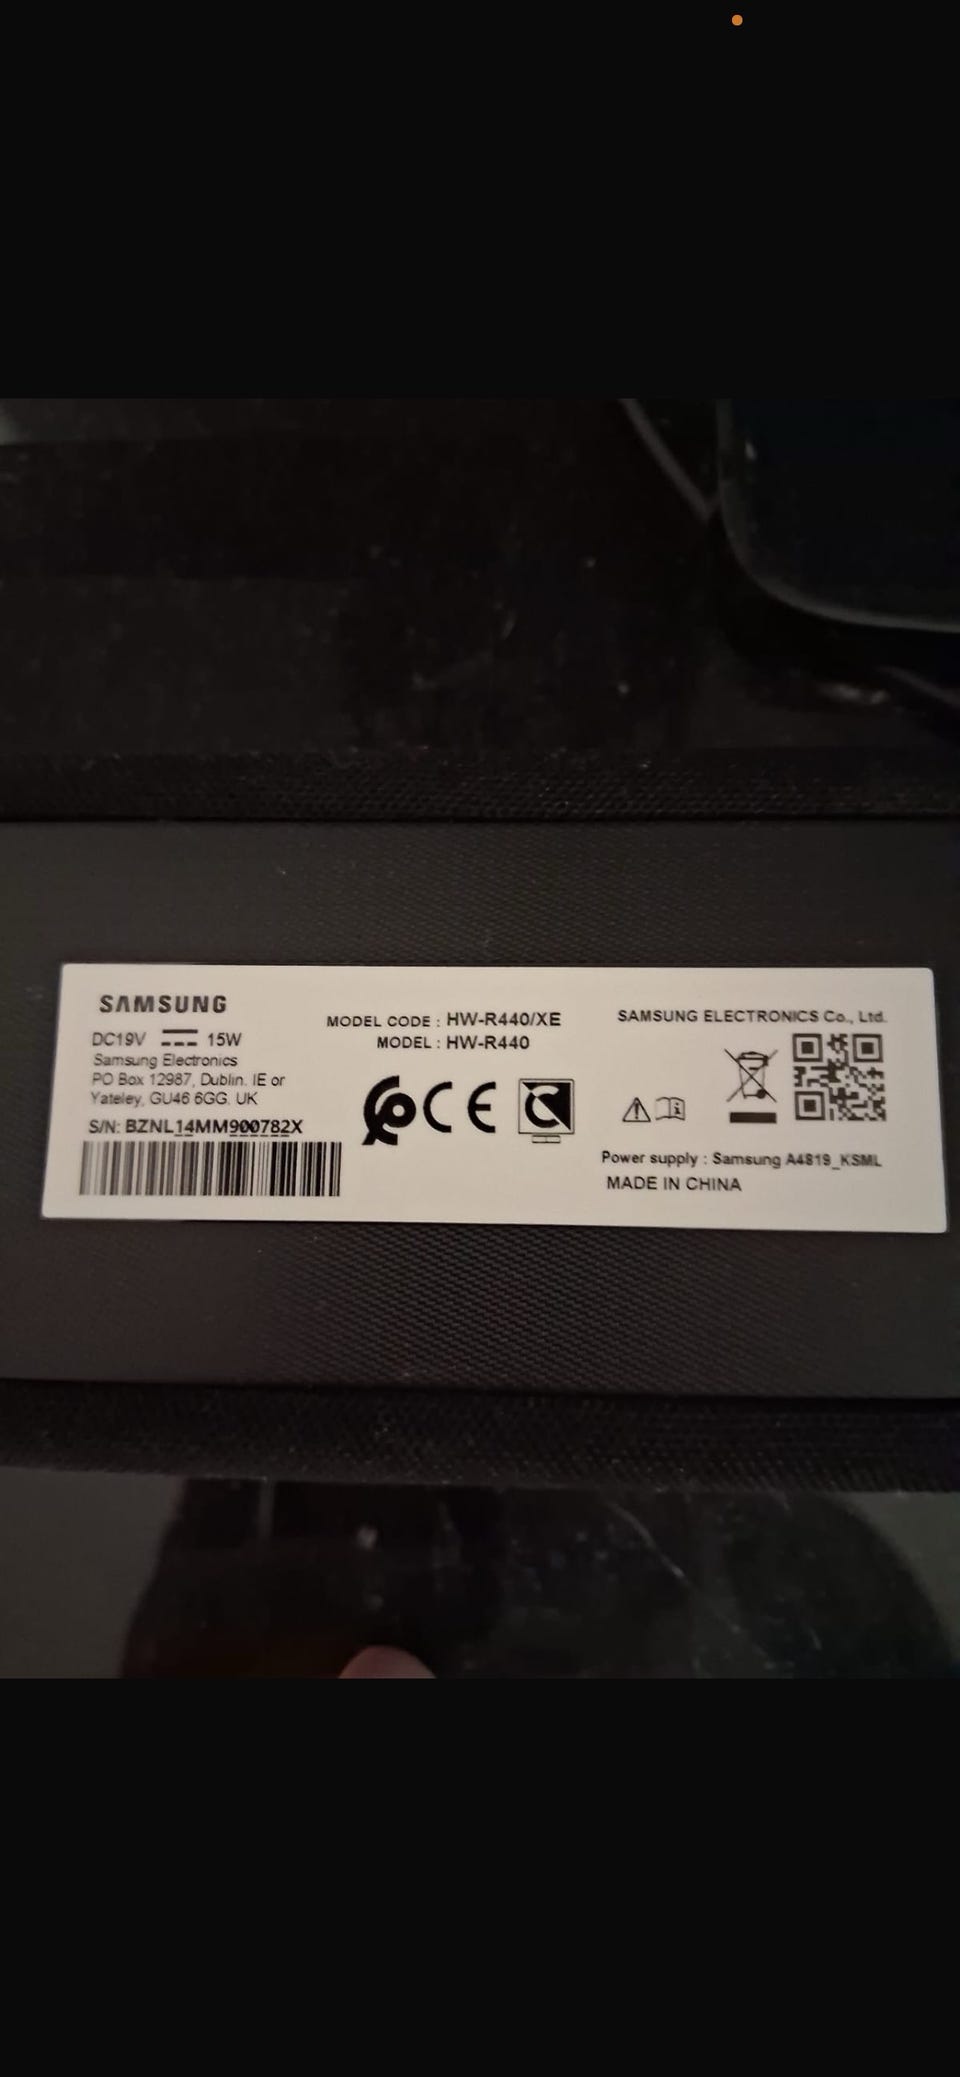 SAMSUNG
DC19V 15W
Samsung Electronics
PO Box 12987, Dublin. IE or
Yateley, GU46 6GG. UK
S/N: BZNL14MM900782X
MODEL CODE : HW-R440/XE
MODEL : HW-R440
CE
SAMSUNG ELECTRONICS Co., Ltd.
Power supply : Samsung A4819_KSML
MADE IN CHINA